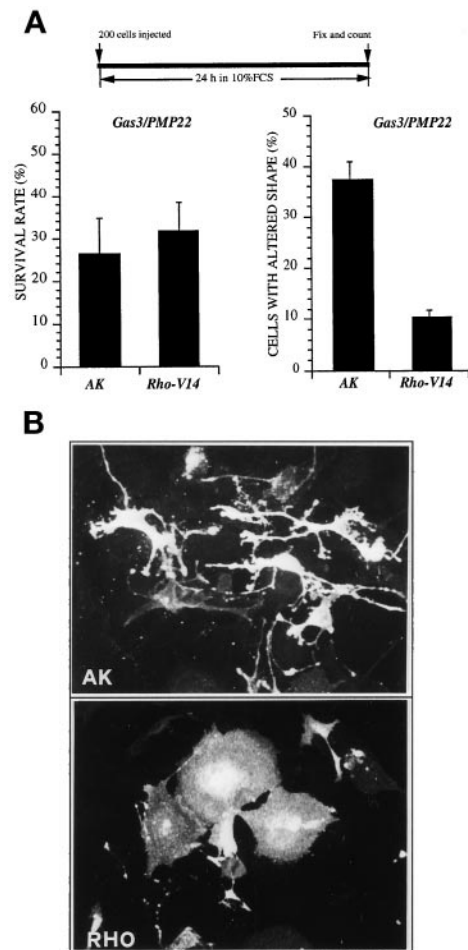 A
200 cells injected
Fix and count
24 h in 10%FCS
Gas3/PMP22
SURVIVAL RATE (%)
60
50
40
30
20
10
0
AK
Rho-V14
Gas3/PMP22
CELLS WITH ALTERED SHAPE (%)
50
40
30
20
10
0
AK
Rho-V14
B
AK
RHO